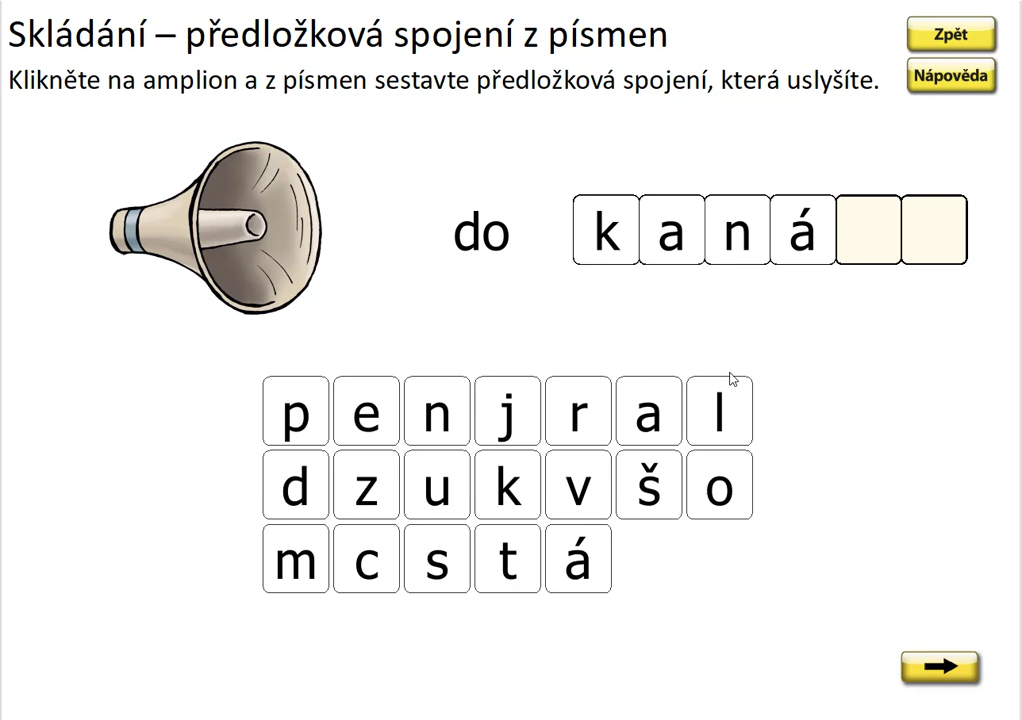 Skládání – předložková spojení z písmen
Zpět
Klikněte na amplion a z písmen sestavte předložková spojení, která uslyšíte.
Nápověda
do k a n á
p e n j r a l
d z u k v š o
m c s t á